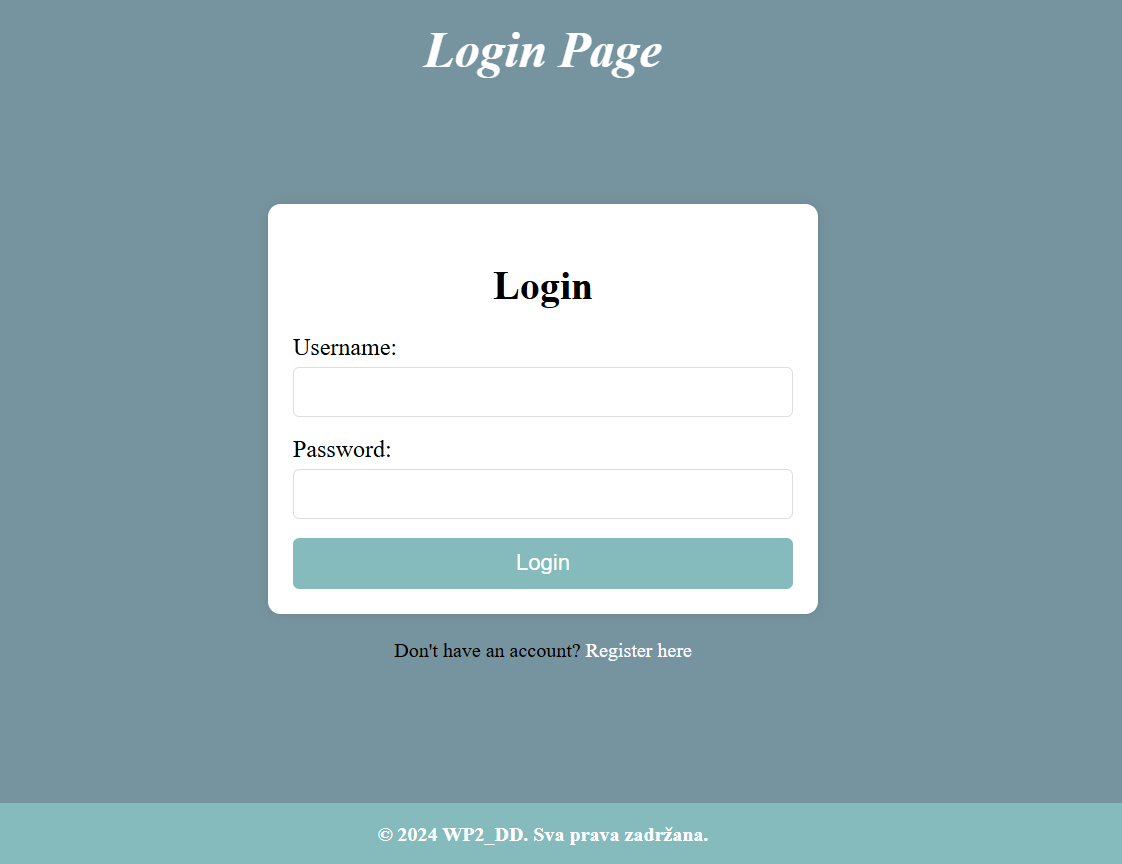 Login Page
Login
Username:
Password:
Login
Don't have an account? Register here
© 2024 WP2_DD. Sva prava zadržana.